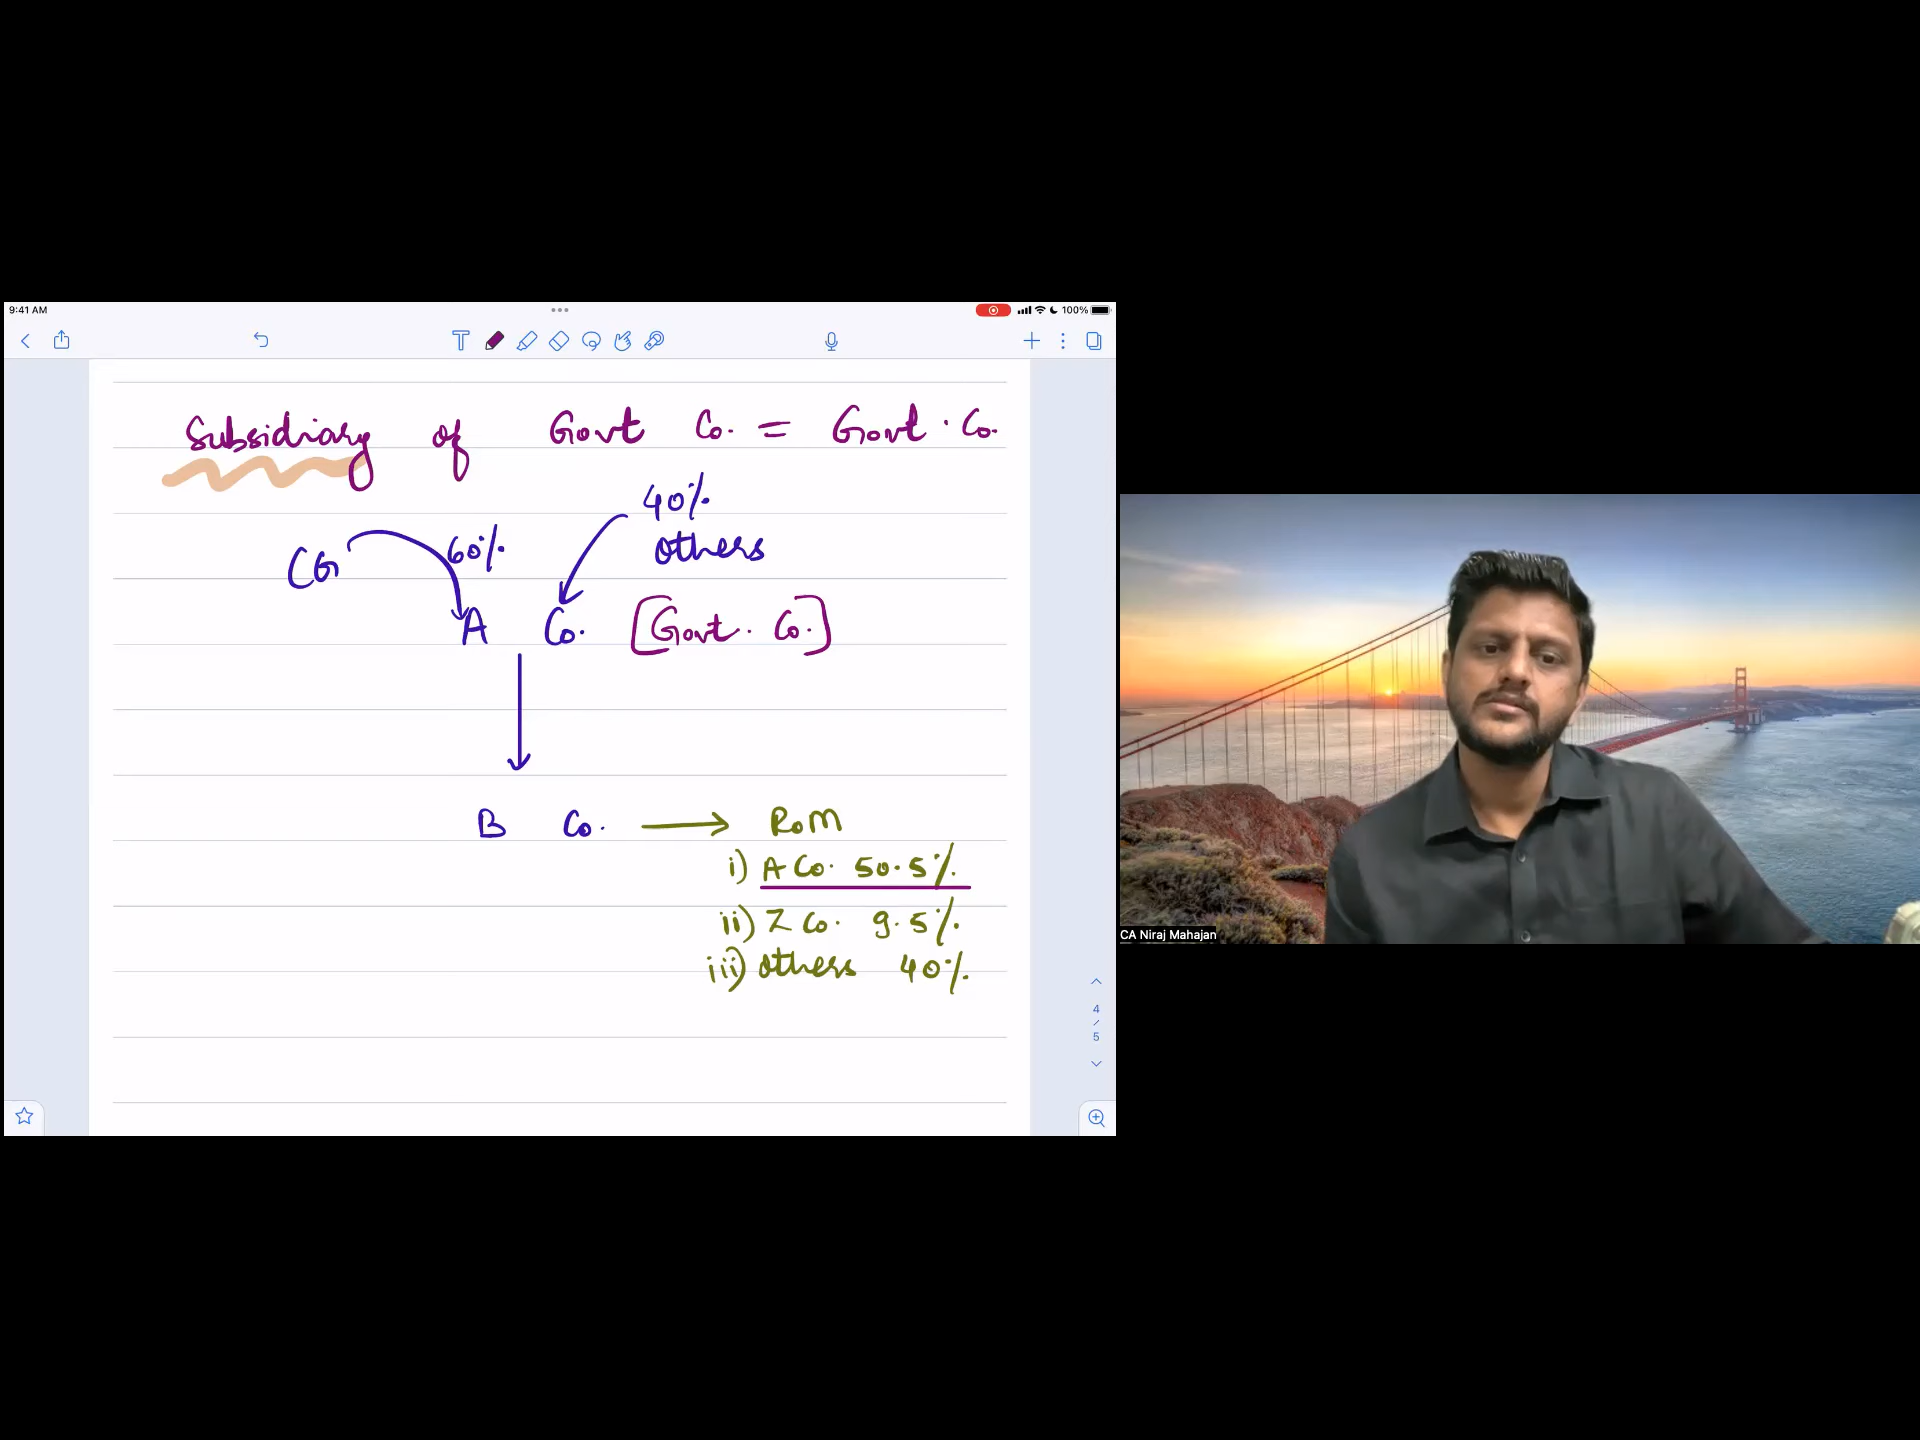 9:41 AM
100%
Subsidiary of Govt Co. = Govt. Co.
40%
CG 60% others
A Co. [Govt. Co.]
B Co. → RoM
i) A Co. 50.5%
ii) Z Co. 9.5%
iii) others 40%
4
/
5
CA Niraj Mahajan